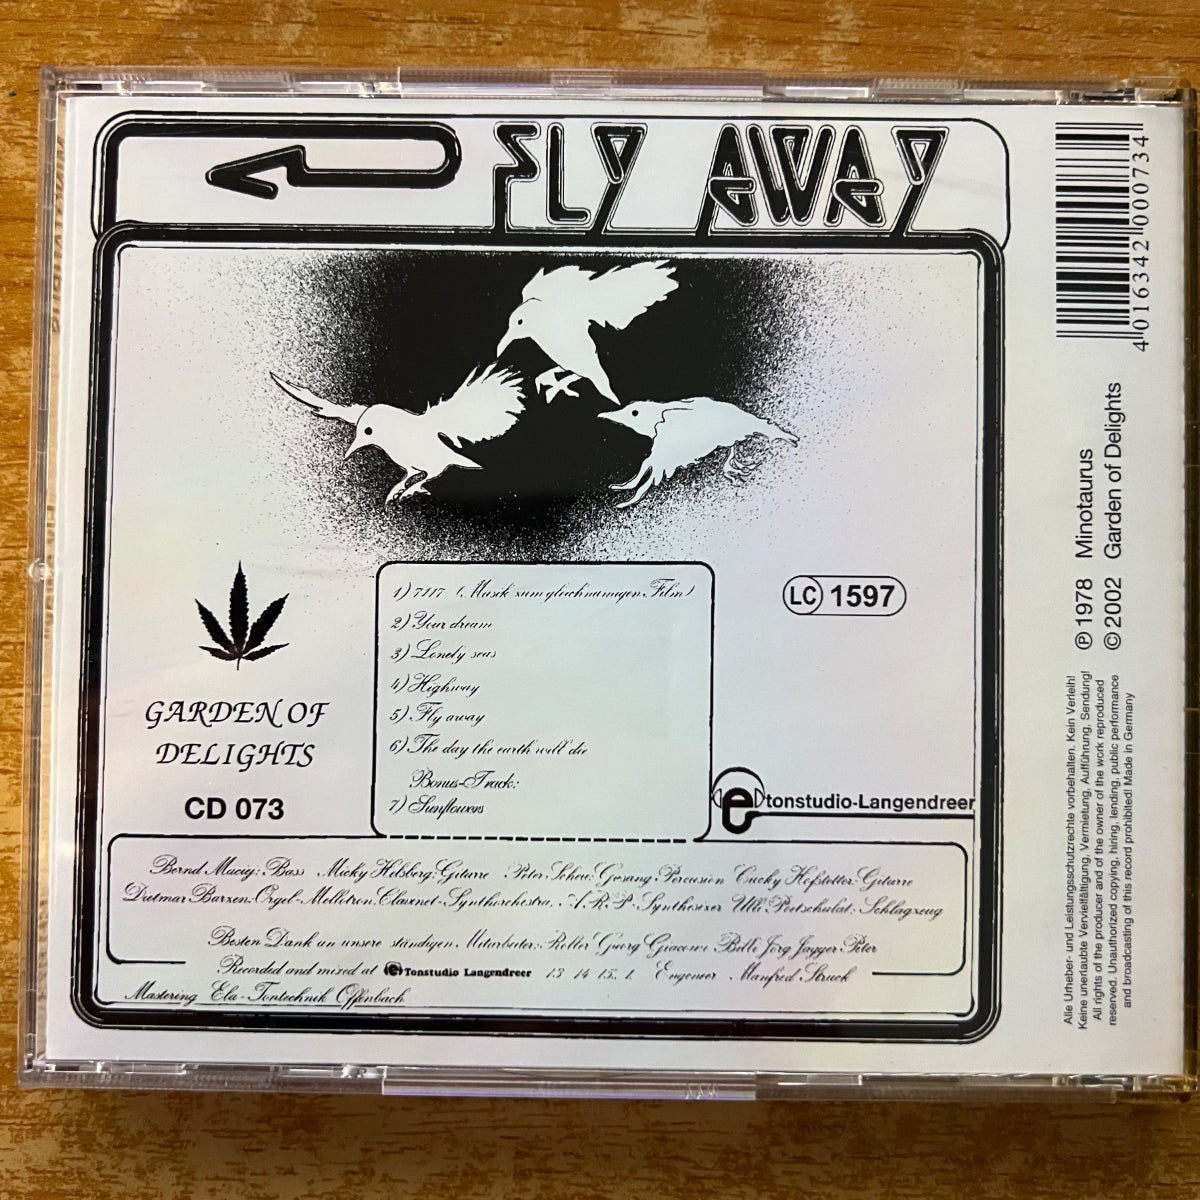 FLY AWAY
1) 7117 (Musik zum gleichnamigen Film)
2) Your dream
3) Lonely seas
4) Highway
5) Fly away
6) The day the earth will die
Bonus-Track:
7) Sunflowers
GARDEN OF
DELIGHTS
CD 073
LC 1597
e tonstudio-Langendreer
Bernd Maciej: Bass Micky Helsberg: Gitarre Peter Scheu: Gesang Percusion Cucky Hofstetter: Gitarre
Dietmar Barzen: Orgel-Mellotron, Clavinet-Synthorchestra, A.R.P.-Synthesizer Ulli Poetschulat: Schlagzeug
Besten Dank an unsere ständigen Mitarbeiter: Roller Georg Giacomo Belle Jörg Jagger Peter
Recorded and mixed at e Tonstudio Langendreer 13. 14. 15. 1. Engeneer Manfred Struck
Mastering Ela-Tontechnik Offenbach
4 016342 000734
Ⓟ 1978 Minotaurus
© 2002 Garden of Delights
Alle Urheber- und Leistungsschutzrechte vorbehalten. Kein Verleih!
Keine unerlaubte Vervielfältigung, Vermietung, Aufführung, Sendung!
All rights of the producer and of the owner of the work reproduced
reserved. Unauthorized copying, hiring, lending, public performance
and broadcasting of this record prohibited! Made in Germany